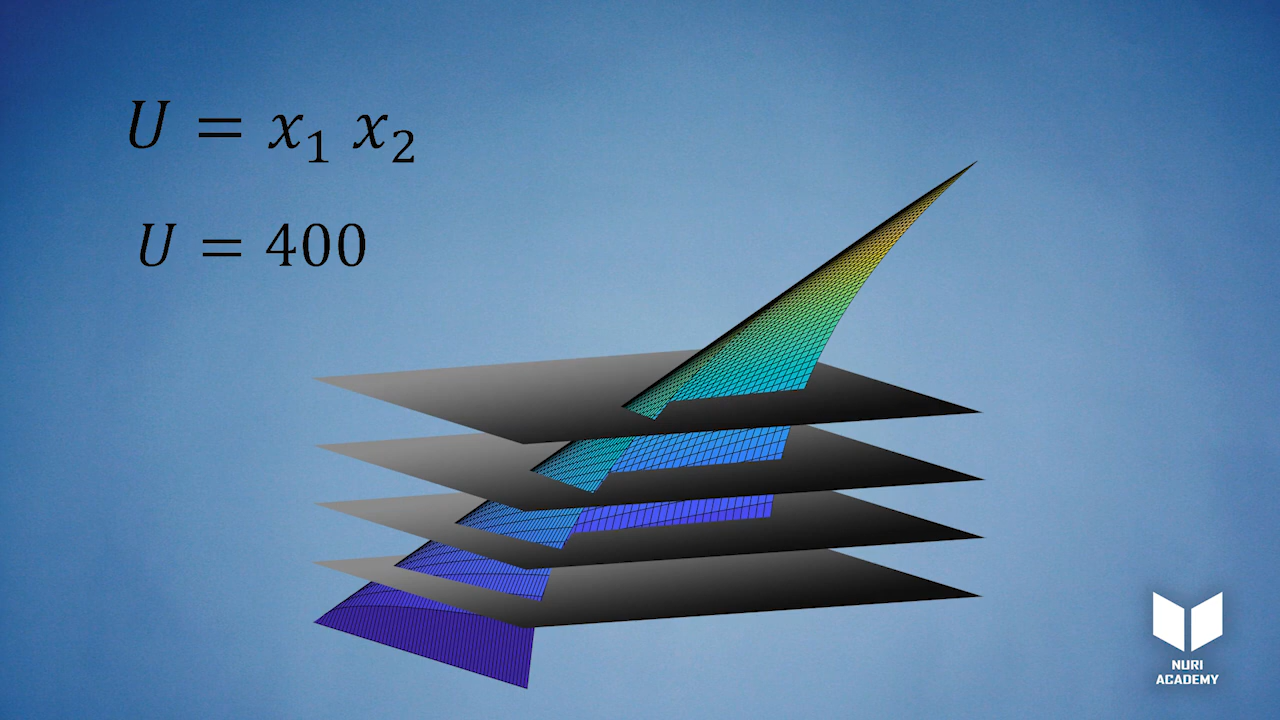 U = x₁ x₂
U = 400
NURI
ACADEMY